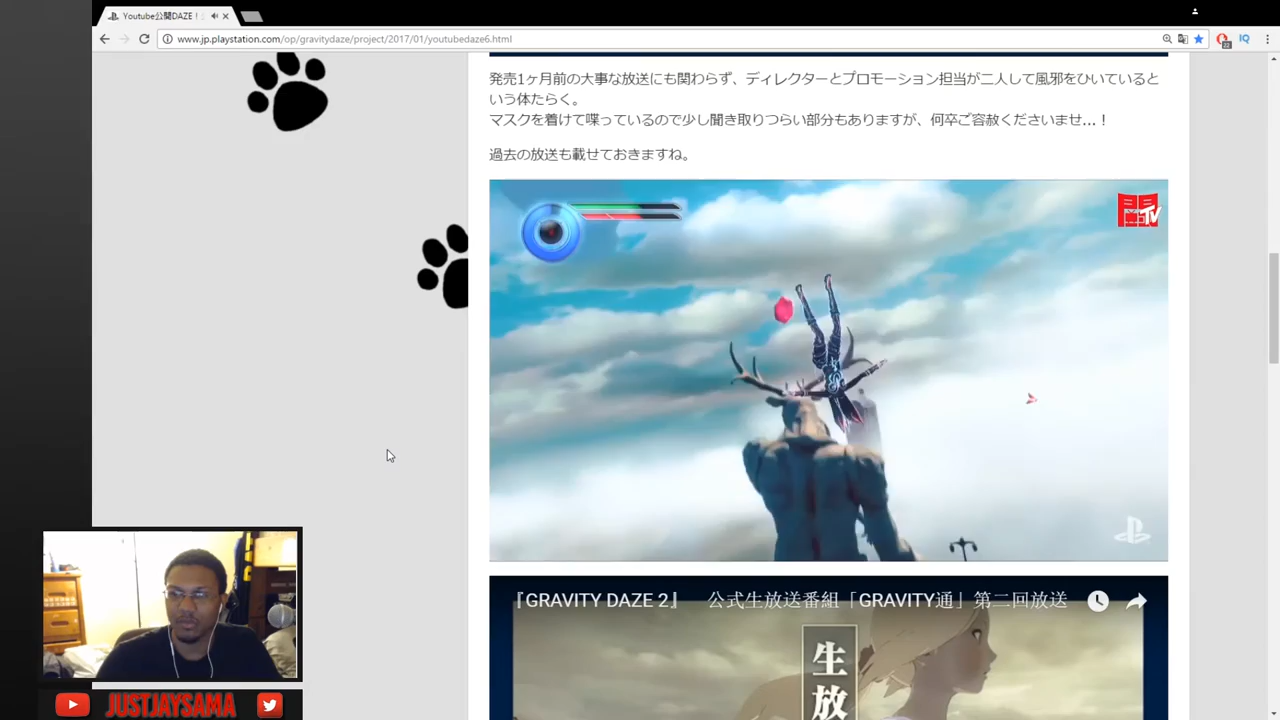 Youtube公開DAZE！
www.jp.playstation.com/op/gravitydaze/project/2017/01/youtubedaze6.html
22
発売1ヶ月前の大事な放送にも関わらず、ディレクターとプロモーション担当が二人して風邪をひいていると
いう体たらく。
マスクを着けて喋っているので少し聞き取りつらい部分もありますが、何卒ご容赦くださいませ...！
過去の放送も載せておきますね。
TV
『GRAVITY DAZE 2』 公式生放送番組「GRAVITY通」第二回放送
生
放
JUSTJAYSAMA